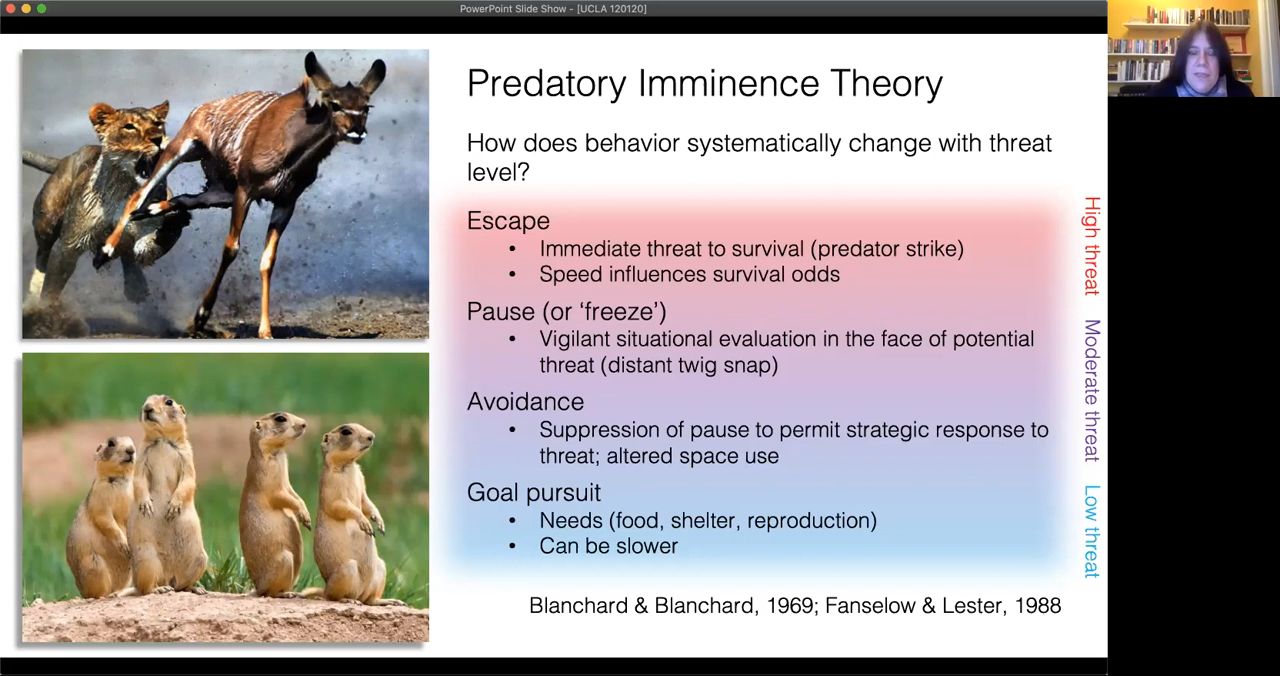 PowerPoint Slide Show - [UCLA 120120]
Predatory Imminence Theory
How does behavior systematically change with threat
level?
Escape
• Immediate threat to survival (predator strike)
• Speed influences survival odds
Pause (or ‘freeze’)
• Vigilant situational evaluation in the face of potential
threat (distant twig snap)
Avoidance
• Suppression of pause to permit strategic response to
threat; altered space use
Goal pursuit
• Needs (food, shelter, reproduction)
• Can be slower
High threat
Moderate threat
Low threat
Blanchard & Blanchard, 1969; Fanselow & Lester, 1988